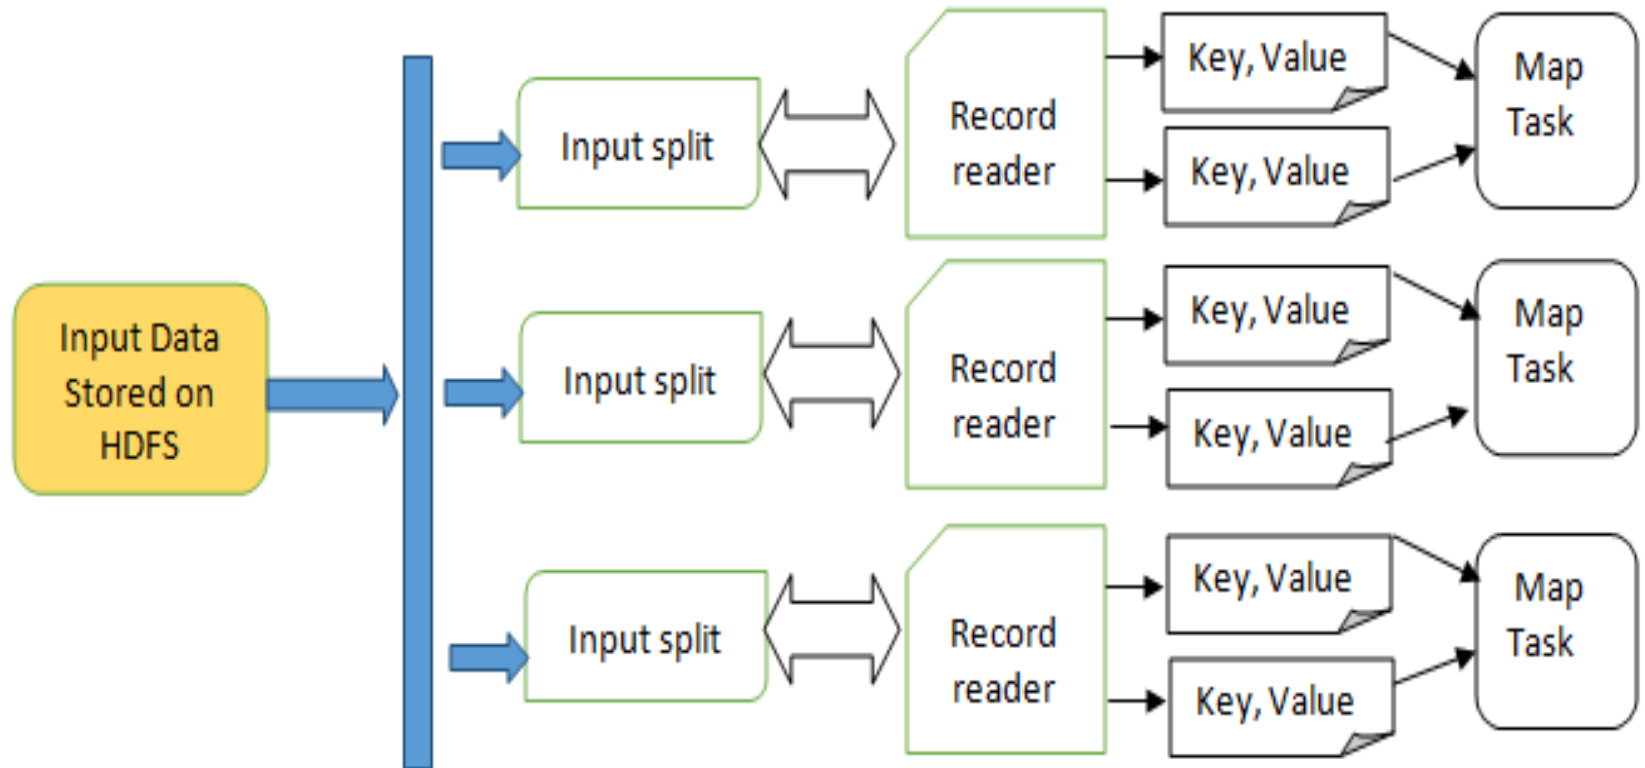 Input Data
Stored on
HDFS
Input split
Record
reader
Key, Value
Key, Value
Map
Task
Input split
Record
reader
Key, Value
Key, Value
Map
Task
Input split
Record
reader
Key, Value
Key, Value
Map
Task